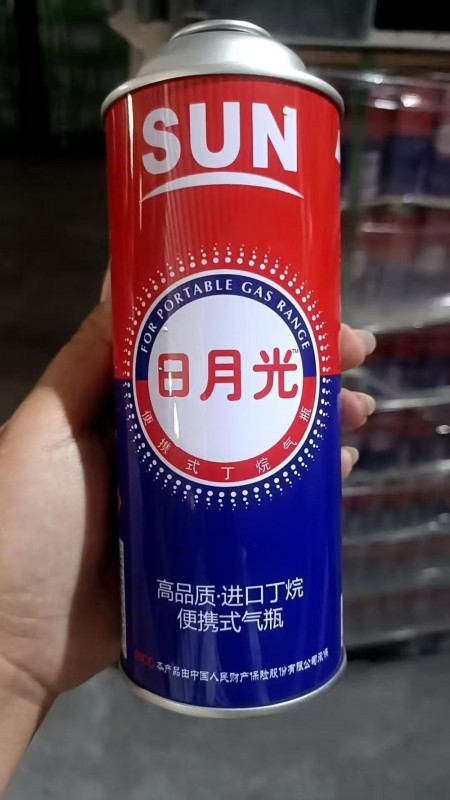 SUN
FOR PORTABLE GAS RANGE
日月光
便携式丁烷气瓶
高品质·进口丁烷
便携式气瓶
PICC 本产品由中国人民财产保险股份有限公司承保